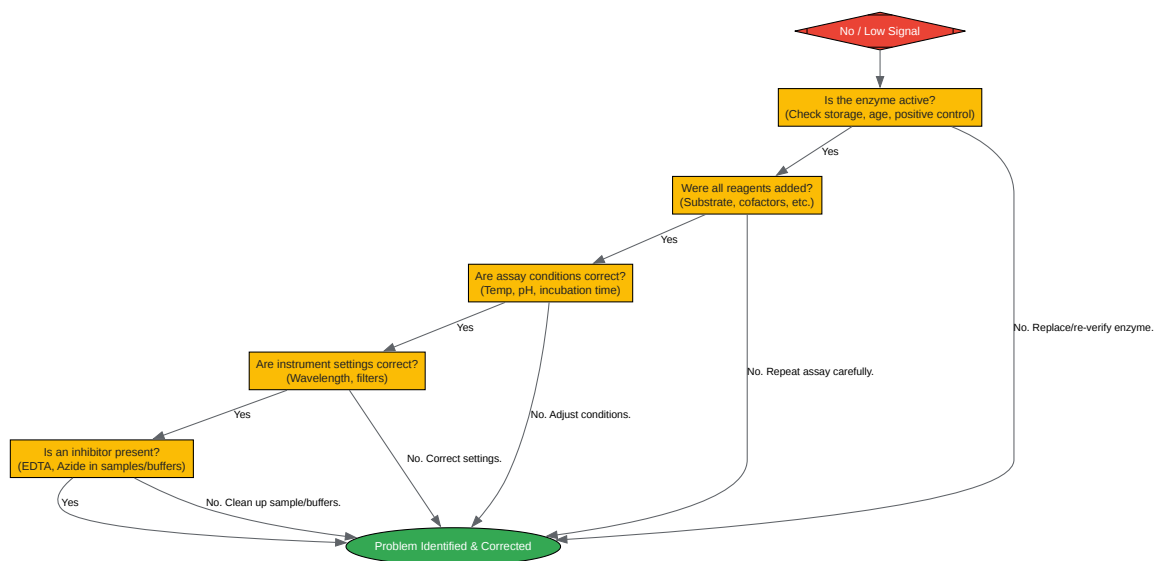 No / Low Signal
Is the enzyme active?
(Check storage, age, positive control)
Yes
Were all reagents added?
(Substrate, cofactors, etc.)
Yes
Are assay conditions correct?
(Temp, pH, incubation time)
Yes
No. Replace/re-verify enzyme.
Are instrument settings correct?
(Wavelength, filters)
No. Repeat assay carefully.
Yes
No. Adjust conditions.
Is an inhibitor present?
(EDTA, Azide in samples/buffers)
No. Correct settings.
Yes
No. Clean up sample/buffers.
Problem Identified & Corrected